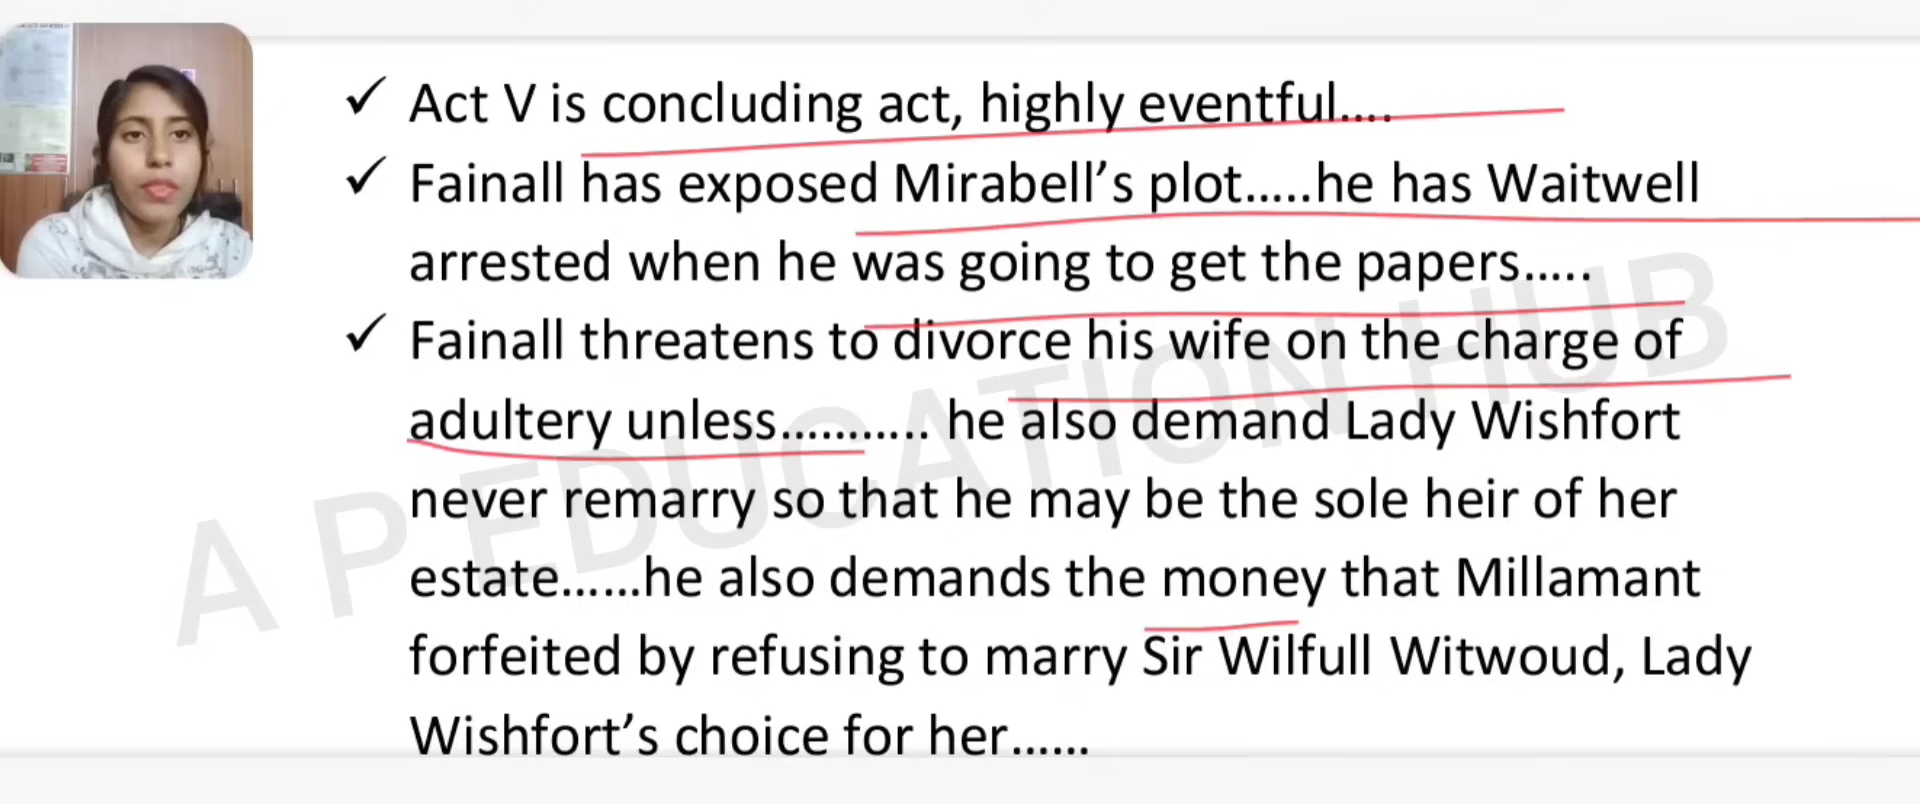 ✓ Act V is concluding act, highly eventful....
✓ Fainall has exposed Mirabell’s plot.....he has Waitwell
arrested when he was going to get the papers.....
✓ Fainall threatens to divorce his wife on the charge of
adultery unless........... he also demand Lady Wishfort
never remarry so that he may be the sole heir of her
estate......he also demands the money that Millamant
forfeited by refusing to marry Sir Wilfull Witwoud, Lady
Wishfort’s choice for her......
A P EDUCATION HUB